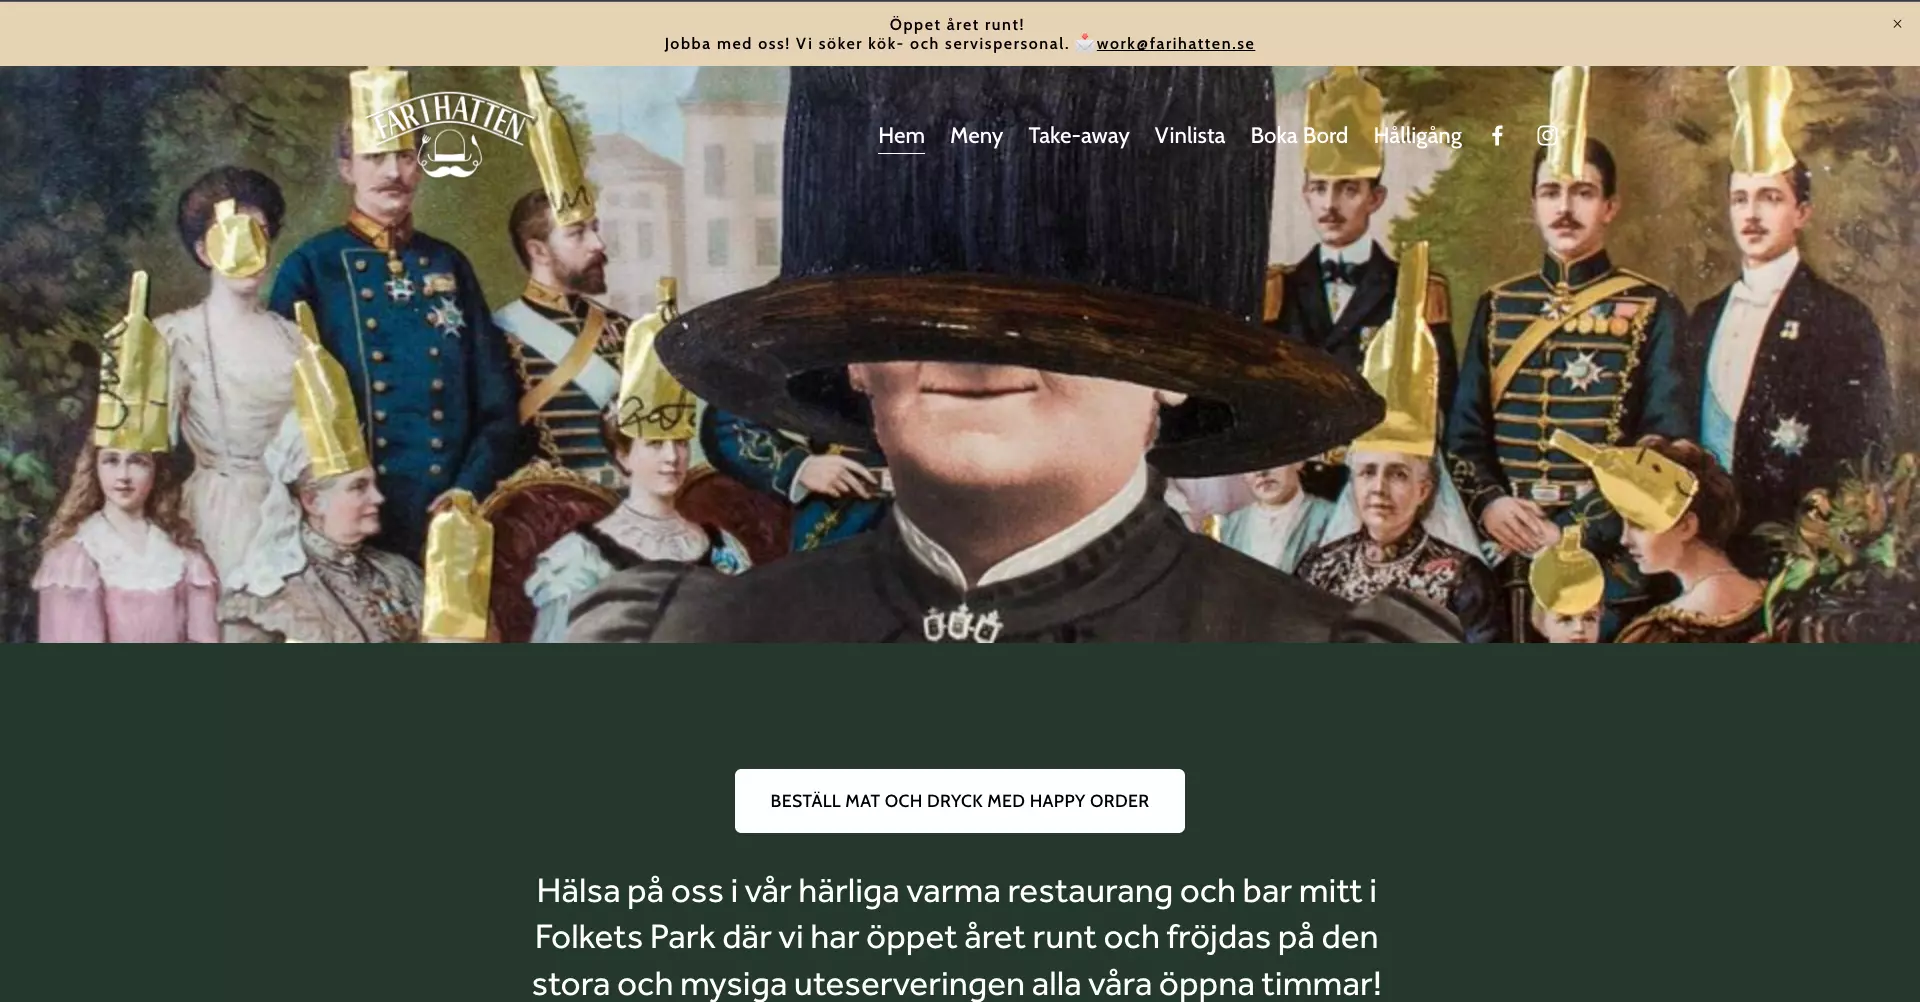 Öppet året runt!
Jobba med oss! Vi söker kök- och servispersonal. 📩work@farihatten.se
FAR I HATTEN
Hem Meny Take-away Vinlista Boka Bord Hålligång
BESTÄLL MAT OCH DRYCK MED HAPPY ORDER
Hälsa på oss i vår härliga varma restaurang och bar mitt i
Folkets Park där vi har öppet året runt och fröjdas på den
stora och mysiga uteserveringen alla våra öppna timmar!